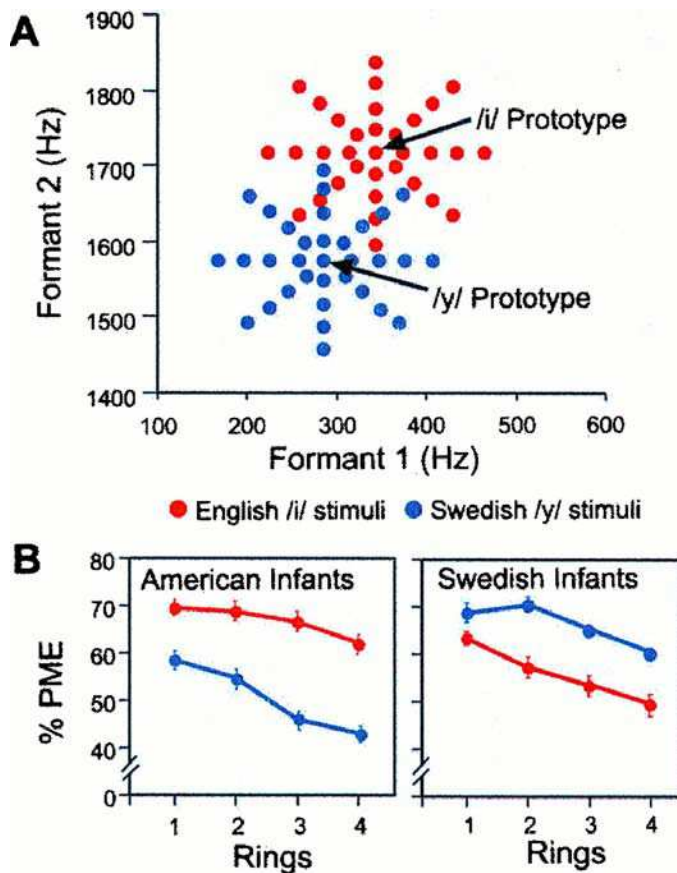 A
1900
1800
1700
1600
1500
1400
Formant 2 (Hz)
/i/ Prototype
/y/ Prototype
100 200 300 400 500 600
Formant 1 (Hz)
English /i/ stimuli Swedish /y/ stimuli
B
American Infants Swedish Infants
80
70
60
50
40
0
% PME
1 2 3 4 1 2 3 4
Rings Rings